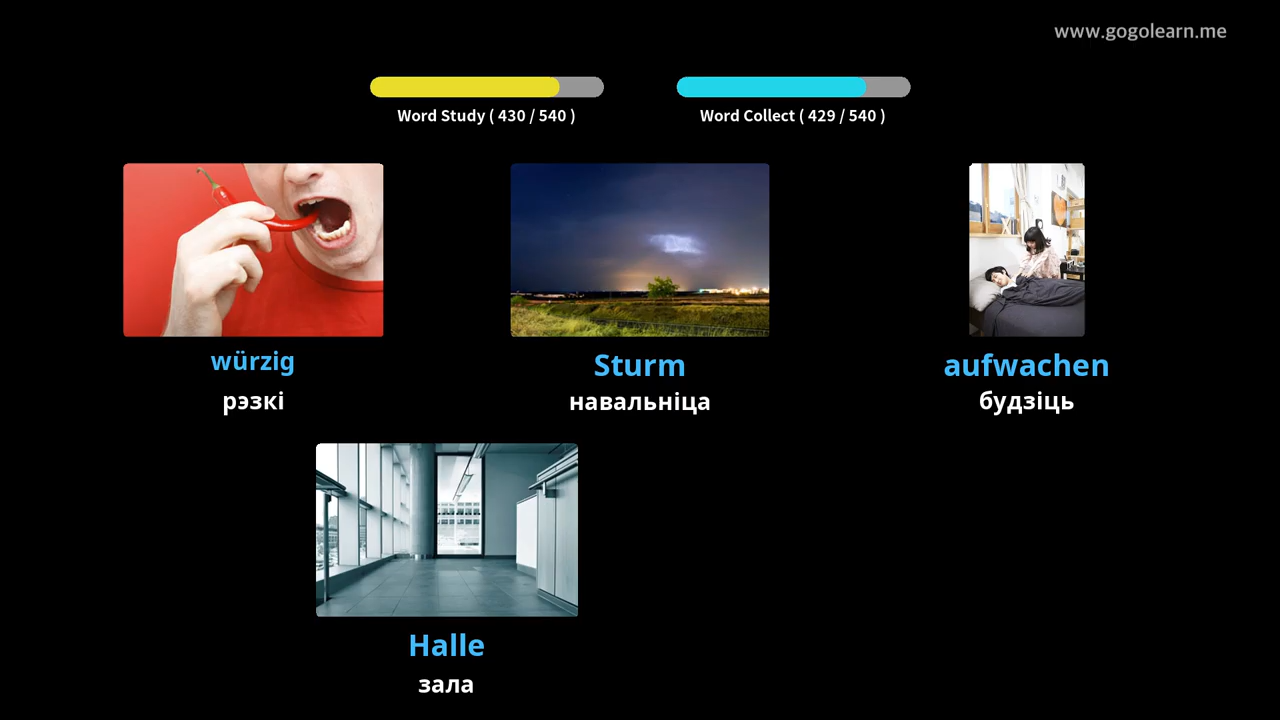 www.gogolearn.me
Word Study ( 430 / 540 )
Word Collect ( 429 / 540 )
würzig
рэзкі
Sturm
навальніца
aufwachen
будзіць
Halle
зала